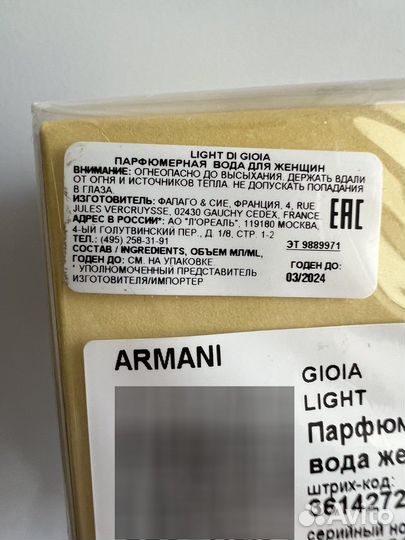 LIGHT DI GIOIA
ПАРФЮМЕРНАЯ ВОДА ДЛЯ ЖЕНЩИН
ВНИМАНИЕ: ОГНЕОПАСНО ДО ВЫСЫХАНИЯ. ДЕРЖАТЬ ВДАЛИ
ОТ ОГНЯ И ИСТОЧНИКОВ ТЕПЛА. НЕ ДОПУСКАТЬ ПОПАДАНИЯ
В ГЛАЗА.
ИЗГОТОВИТЕЛЬ: ФАПАГО & СИЕ, ФРАНЦИЯ, 4, RUE
JULES VERCRUYSSE, 02430 GAUCHY CEDEX, FRANCE.
АДРЕС В РОССИИ*: АО "Л'ОРЕАЛЬ", 119180 МОСКВА,
4-ЫЙ ГОЛУТВИНСКИЙ ПЕР., Д. 1/8, СТР. 1-2
ТЕЛ.: (495) 258-31-91
СОСТАВ / INGREDIENTS, ОБЪЕМ МЛ/ML,
ГОДЕН ДО: СМ. НА УПАКОВКЕ
* УПОЛНОМОЧЕННЫЙ ПРЕДСТАВИТЕЛЬ
ИЗГОТОВИТЕЛЯ/ИМПОРТЕР
EAC
ЭТ 9889971
ГОДЕН ДО:
03/2024
ARMANI
GIOIA
LIGHT
Парфюм
вода же
штрих-код:
3614272
серийный но
Avito